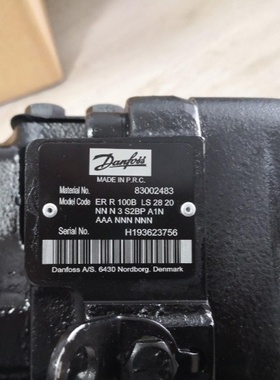 Danfoss
MADE IN P.R.C.
Material No. 83002483
Model Code ER R 100B LS 28 20
NN N 3 S2BP A1N
AAA NNN NNN
Serial No. H193623756
Danfoss A/S. 6430 Nordborg. Denmark